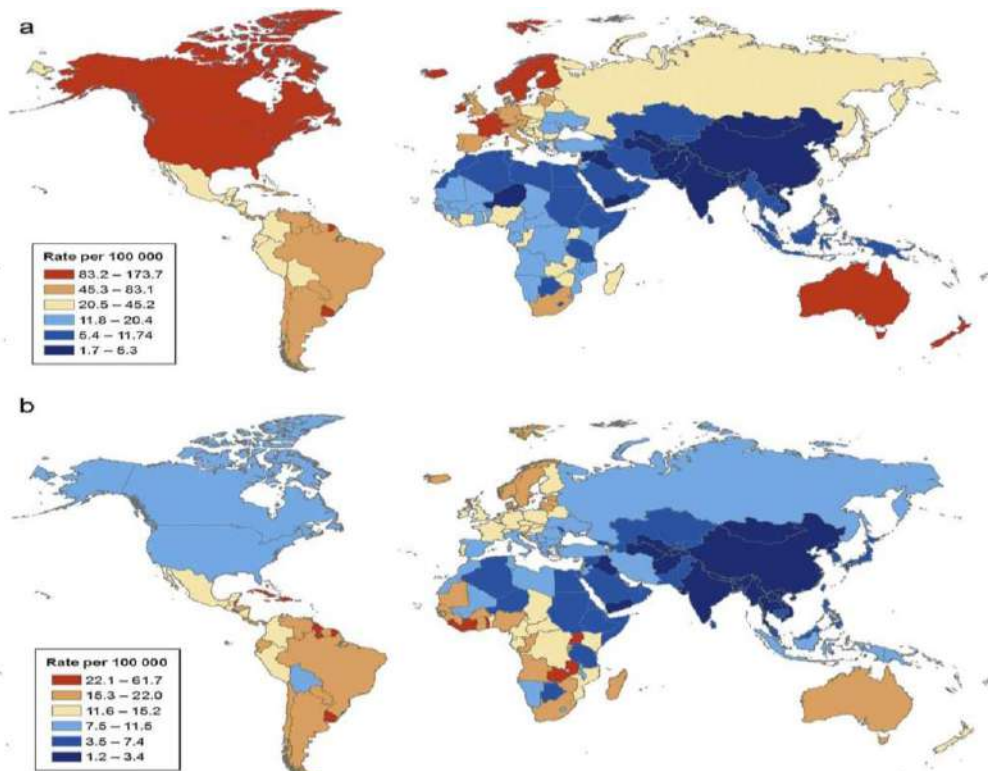 a
Rate per 100 000
83.2 – 173.7
45.3 – 83.1
20.5 – 45.2
11.8 – 20.4
5.4 – 11.74
1.7 – 5.3
b
Rate per 100 000
22.1 – 61.7
15.3 – 22.0
11.6 – 15.2
7.5 – 11.5
3.5 – 7.4
1.2 – 3.4